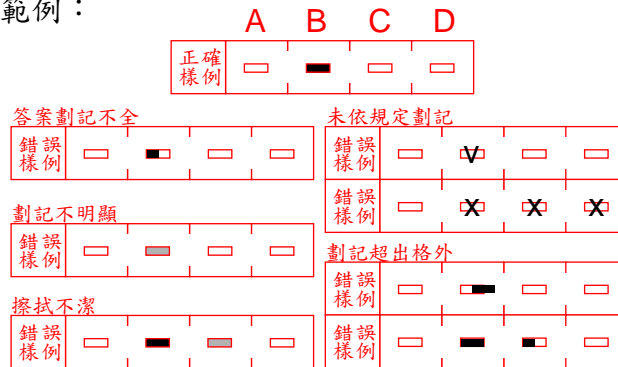 範例：
A B C D
正確
樣例
答案劃記不全
錯誤
樣例
劃記不明顯
錯誤
樣例
擦拭不潔
錯誤
樣例
未依規定劃記
錯誤
樣例
V
錯誤
樣例
X X X
劃記超出格外
錯誤
樣例
錯誤
樣例